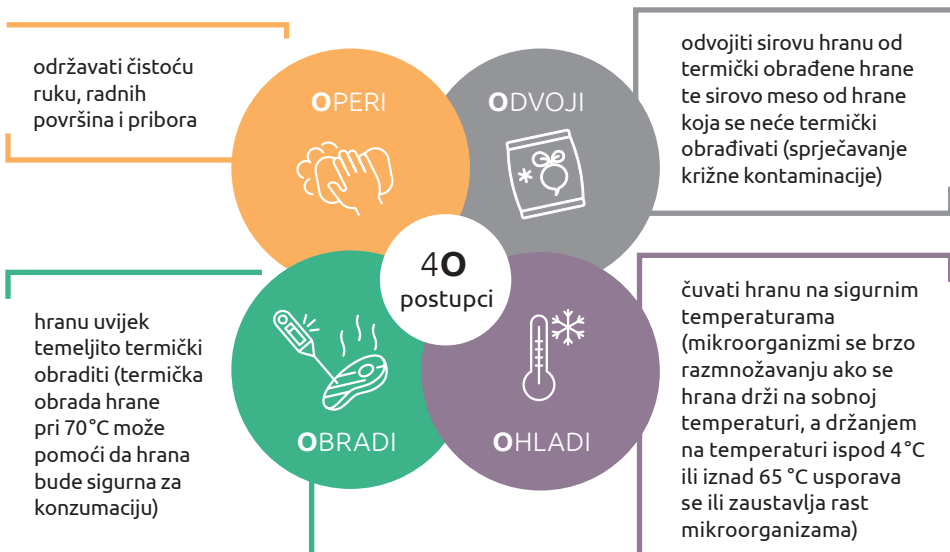 održavati čistoću
ruku, radnih
površina i pribora
OPERI
ODVOJI
odvojiti sirovu hranu od
termički obrađene hrane
te sirovo meso od hrane
koja se neće termički
obrađivati (sprječavanje
križne kontaminacije)
4O
postupci
hranu uvijek
temeljito termički
obraditi (termička
obrada hrane
pri 70°C može
pomoći da hrana
bude sigurna za
konzumaciju)
OBRADI
OHLADI
čuvati hranu na sigurnim
temperaturama
(mikroorganizmi se brzo
razmnožavanju ako se
hrana drži na sobnoj
temperaturi, a držanjem
na temperaturi ispod 4°C
ili iznad 65 °C usporava
se ili zaustavlja rast
mikroorganizama)